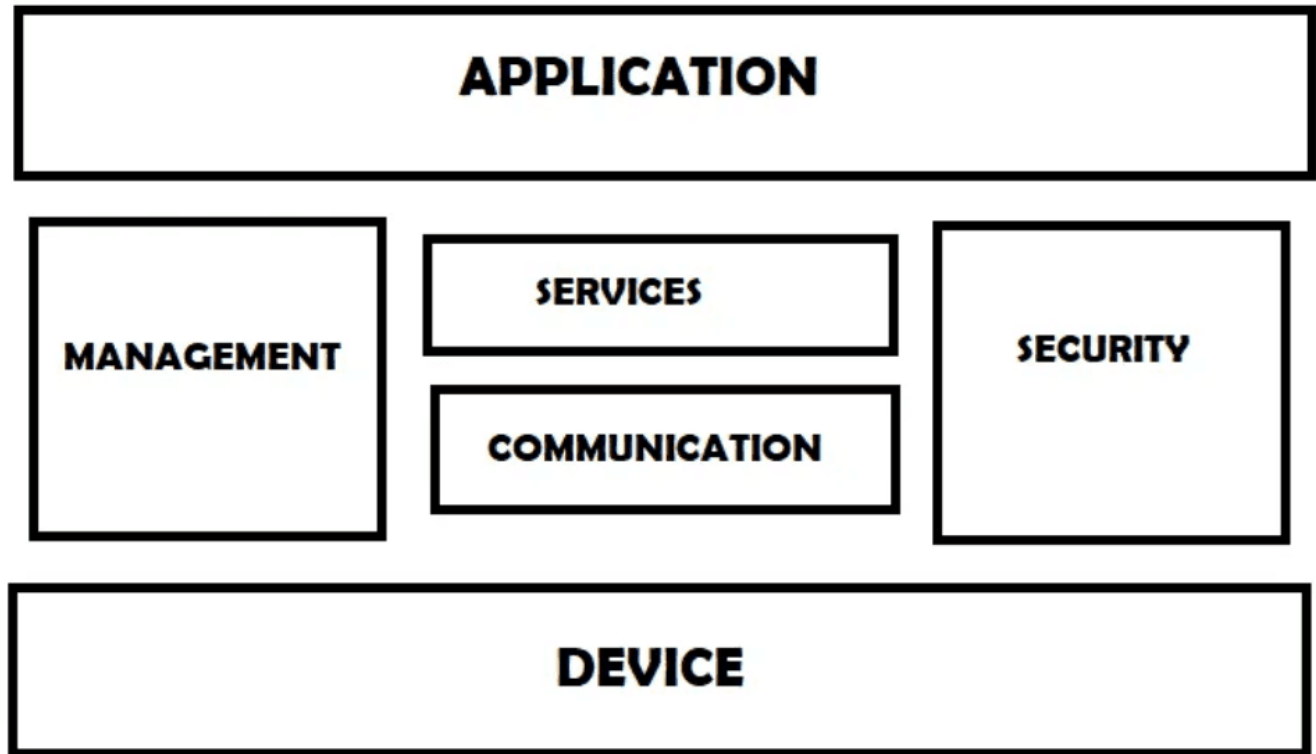 APPLICATION
MANAGEMENT
SERVICES
COMMUNICATION
SECURITY
DEVICE